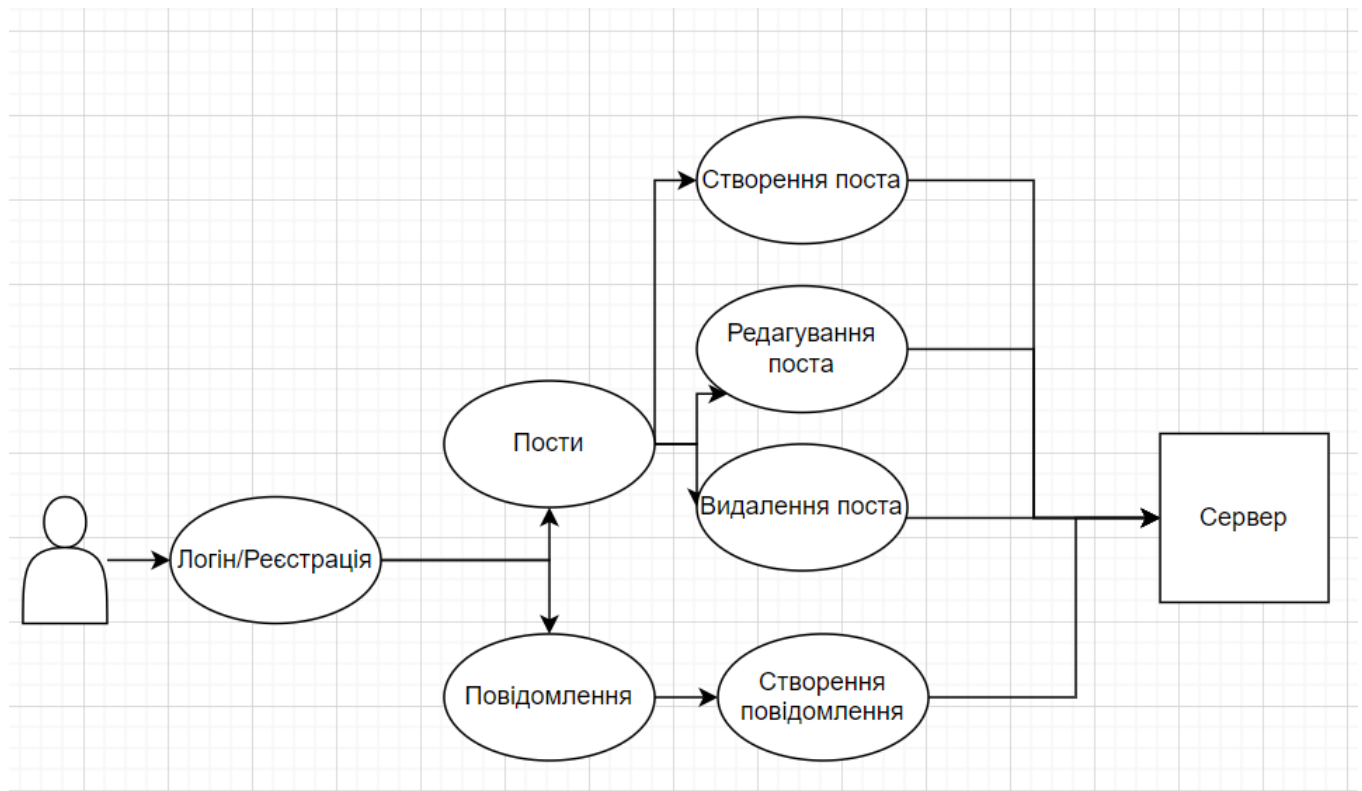 Створення поста
Редагування
поста
Пости
Видалення поста
Сервер
Логін/Реєстрація
Повідомлення
Створення
повідомлення